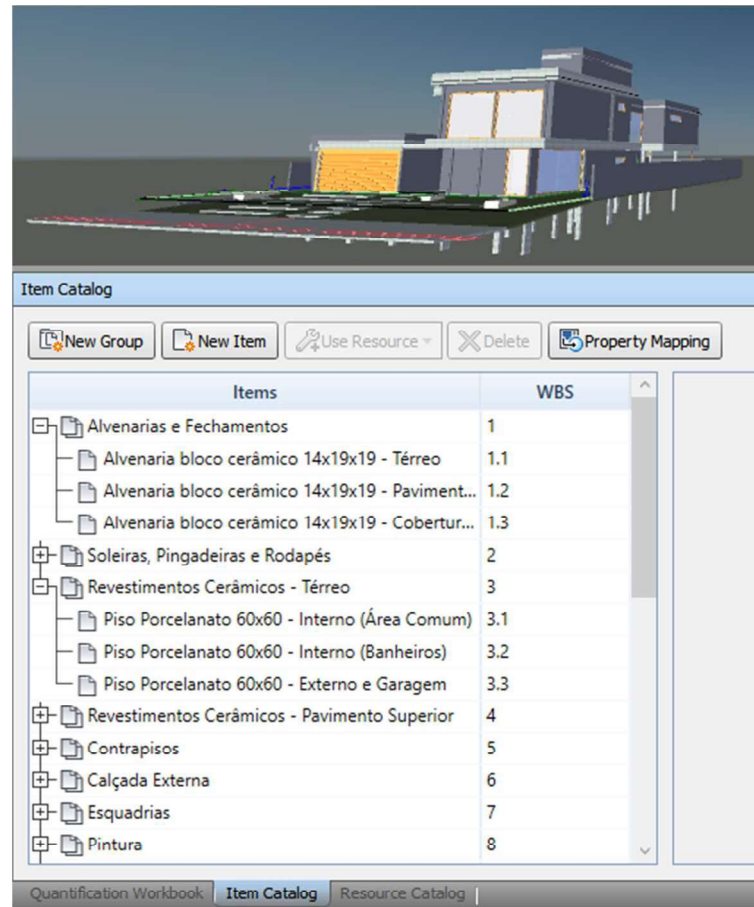 Item Catalog
New Group New Item Use Resource Delete Property Mapping
Items WBS
Alvenarias e Fechamentos 1
Alvenaria bloco cerâmico 14x19x19 - Térreo 1.1
Alvenaria bloco cerâmico 14x19x19 - Paviment... 1.2
Alvenaria bloco cerâmico 14x19x19 - Cobertur... 1.3
Soleiras, Pingadeiras e Rodapés 2
Revestimentos Cerâmicos - Térreo 3
Piso Porcelanato 60x60 - Interno (Área Comum) 3.1
Piso Porcelanato 60x60 - Interno (Banheiros) 3.2
Piso Porcelanato 60x60 - Externo e Garagem 3.3
Revestimentos Cerâmicos - Pavimento Superior 4
Contrapisos 5
Calçada Externa 6
Esquadrias 7
Pintura 8
Quantification Workbook Item Catalog Resource Catalog